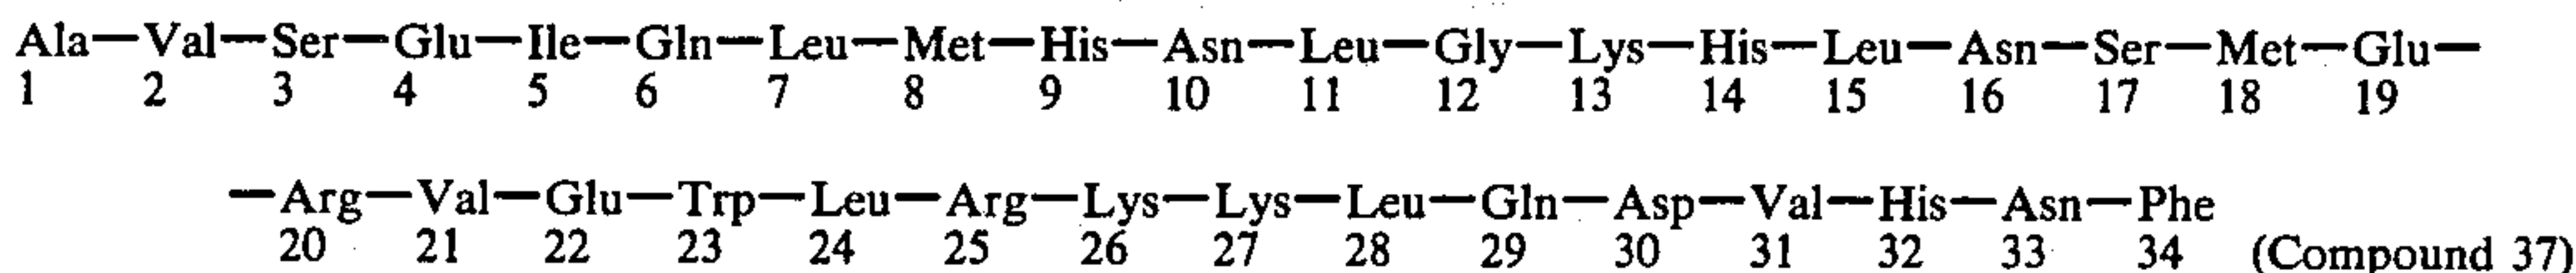 Ala—Val—Ser—Glu—Ile—Gln—Leu—Met—His—Asn—Leu—Gly—Lys—His—Leu—Asn—Ser—Met—Glu—
1 2 3 4 5 6 7 8 9 10 11 12 13 14 15 16 17 18 19
—Arg—Val—Glu—Trp—Leu—Arg—Lys—Lys—Leu—Gln—Asp—Val—His—Asn—Phe
20 21 22 23 24 25 26 27 28 29 30 31 32 33 34 (Compound 37)